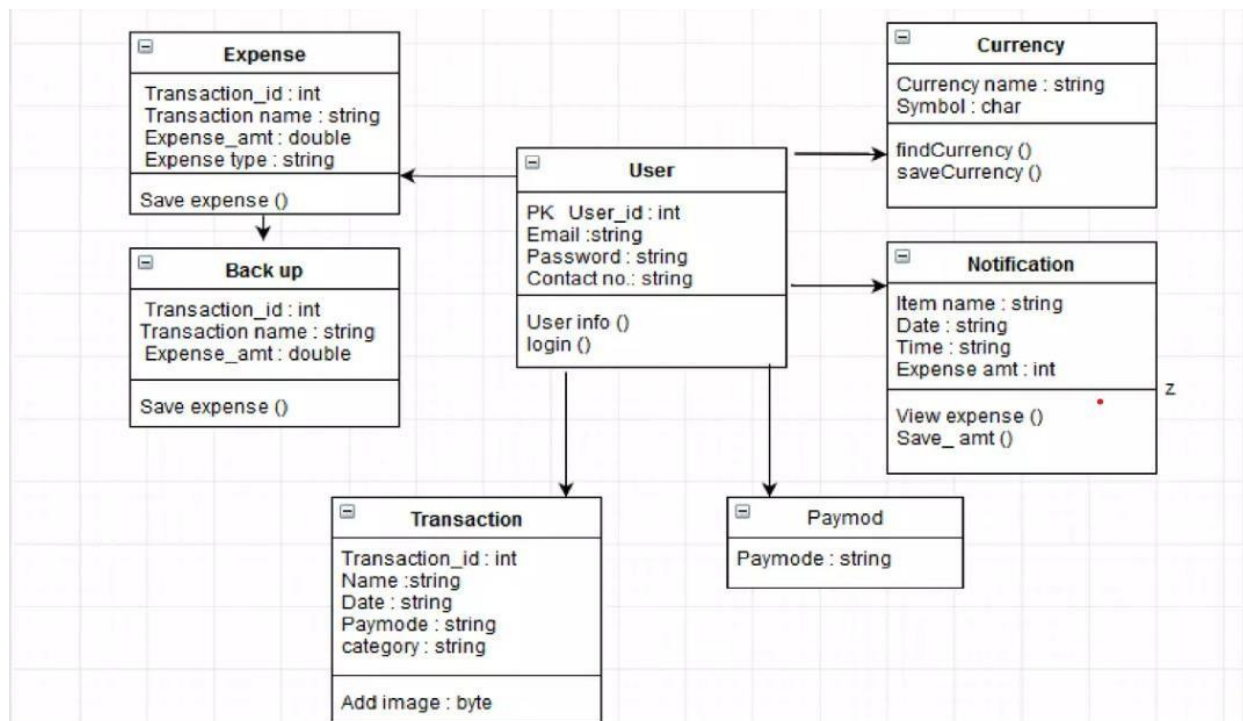 Expense
Transaction_id : int
Transaction name : string
Expense_amt : double
Expense type : string
Save expense ()
Back up
Transaction_id : int
Transaction name : string
Expense_amt : double
Save expense ()
User
PK User_id : int
Email :string
Password : string
Contact no.: string
User info ()
login ()
Currency
Currency name : string
Symbol : char
findCurrency ()
saveCurrency ()
Notification
Item name : string
Date : string
Time : string
Expense amt : int
View expense ()
Save_ amt ()
z
Transaction
Transaction_id : int
Name :string
Date : string
Paymode : string
category : string
Add image : byte
Paymod
Paymode : string